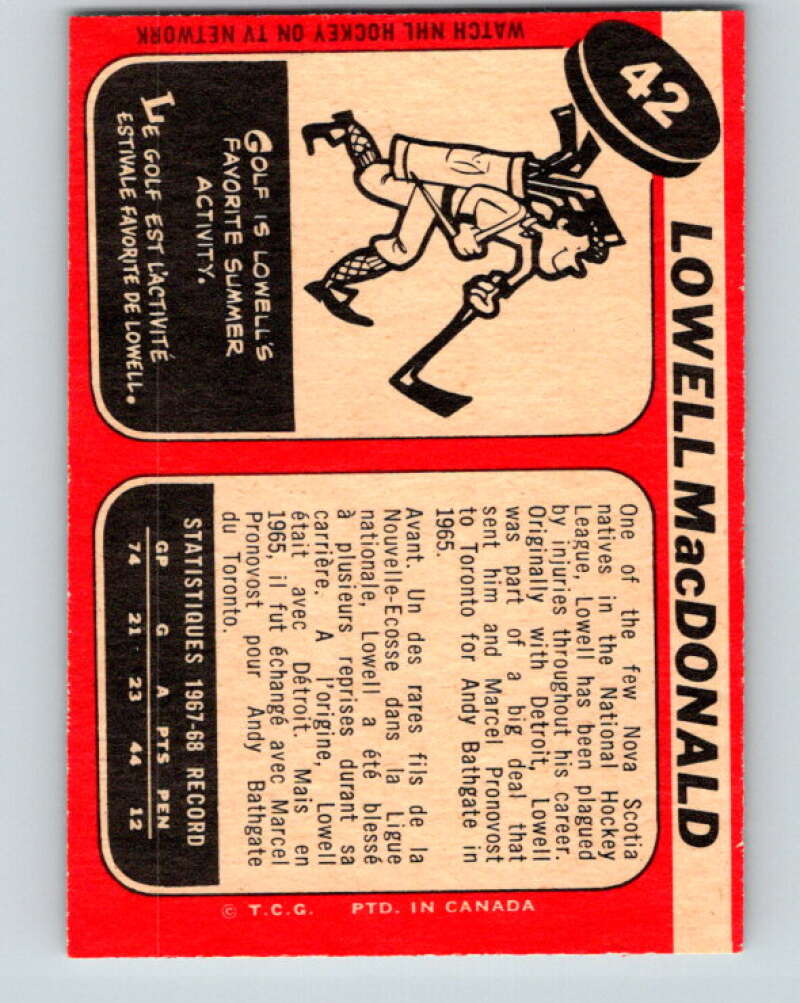 42
LOWELL MacDONALD
WATCH NHL HOCKEY ON TV NETWORK
GOLF IS LOWELL'S
FAVORITE SUMMER
ACTIVITY.
LE GOLF EST L'ACTIVITÉ
ESTIVALE FAVORITE DE LOWELL.
One of the few Nova Scotia
natives in the National Hockey
League, Lowell has been plagued
by injuries throughout his career.
Originally with Detroit, Lowell
was part of a big deal that
sent him and Marcel Pronovost
to Toronto for Andy Bathgate in
1965.
Avant. Un des rares fils de la
Nouvelle-Ecosse dans la Ligue
nationale, Lowell a été blessé
à plusieurs reprises durant sa
carrière. A l'origine, Lowell
était avec Détroit. Mais en
1965, il fut échangé avec Marcel
Pronovost pour Andy Bathgate
du Toronto.
STATISTIQUES 1967-68 RECORD
GP G A PTS PEN
74 21 23 44 12
© T.C.G. PTD. IN CANADA